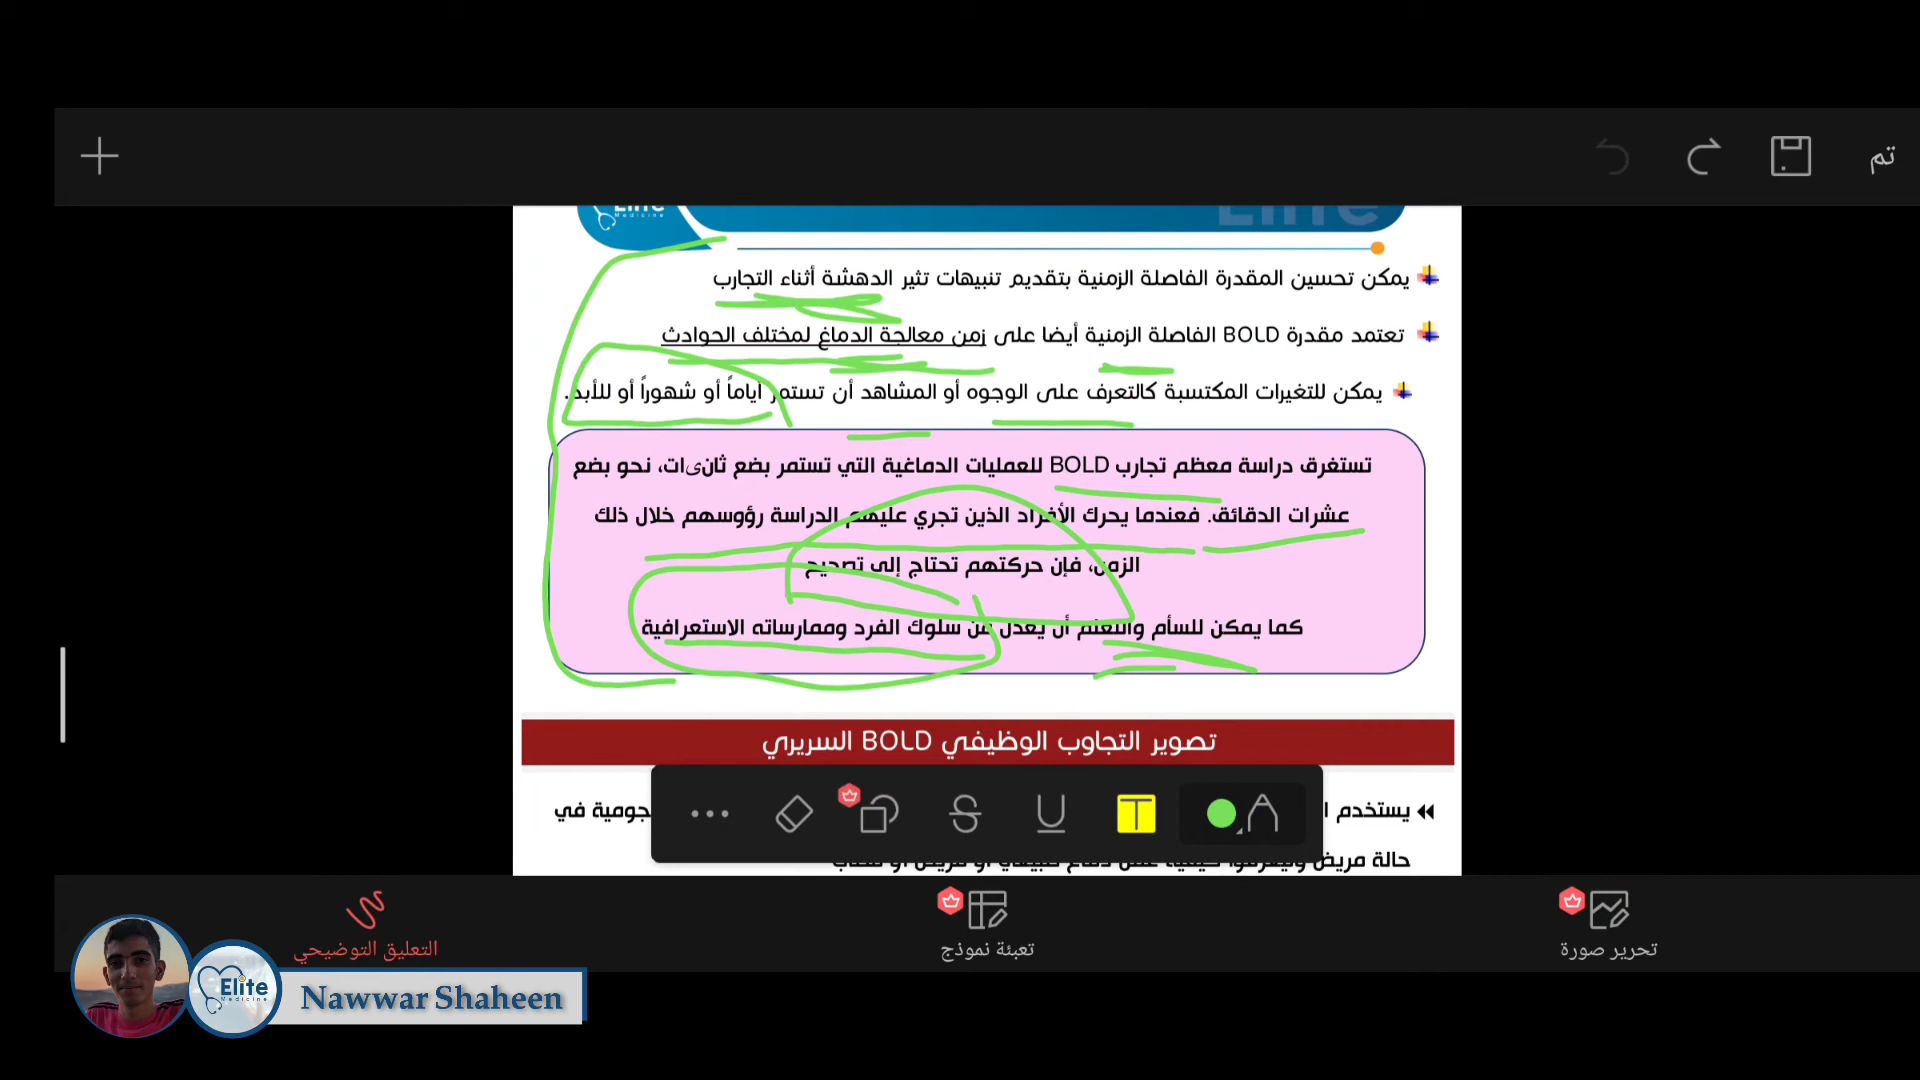 تم
Elite
Medicine
Elite
يمكن تحسين المقدرة الفاصلة الزمنية بتقديم تنبيهات تثير الدهشة أثناء التجارب
تعتمد مقدرة BOLD الفاصلة الزمنية أيضا على زمن معالجة الدماغ لمختلف الحوادث
يمكن للتغيرات المكتسبة كالتعرف على الوجوه أو المشاهد أن تستمر أياماً أو شهوراً أو للأبد.
تستغرق دراسة معظم تجارب BOLD للعمليات الدماغية التي تستمر بضع ثانىات، نحو بضع
عشرات الدقائق. فعندما يحرك الأفراد الذين تجري عليهم الدراسة رؤوسهم خلال ذلك
الزمن، فإن حركتهم تحتاج إلى تصحيح
كما يمكن للسأم والتعلم أن يعدل من سلوك الفرد وممارساته الاستعرافية
تصوير التجاوب الوظيفي BOLD السريري
يستخدم جومية في
حالة مريض
التعليق التوضيحي
تعبئة نموذج
تحرير صورة
Elite
Medicine
Nawwar Shaheen